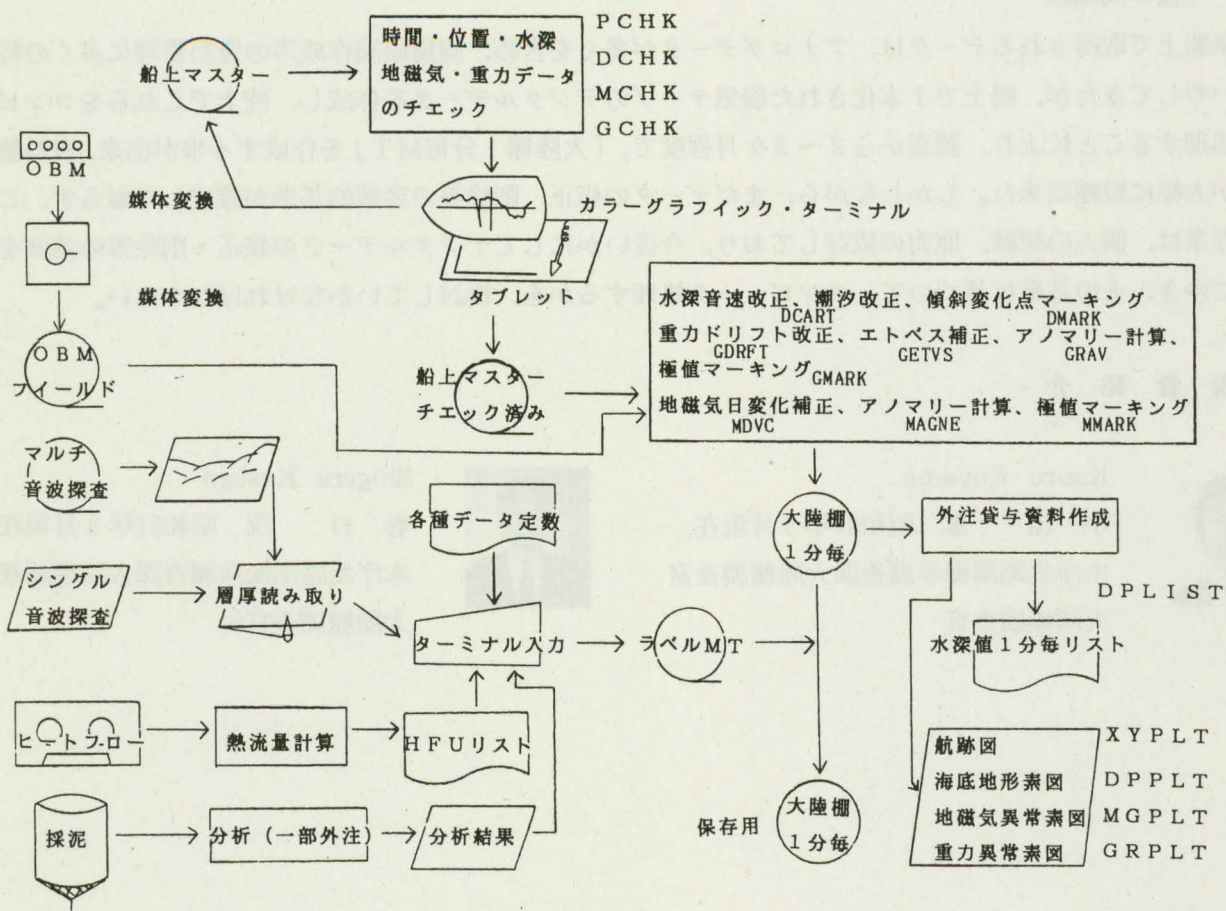 船上マスター
時間・位置・水深
地磁気・重力データ
のチエック
PCHK
DCHK
MCHK
GCHK
OBM
媒体変換
媒体変換
カラーグラフイック・ターミナル
タブレット
OBM
フイールド
船上マスター
チエック済み
水深音速改正、潮汐改正、傾斜変化点マーキング
DCART DMARK
重力ドリフト改正、エトベス補正、アノマリー計算、
GDRFT GETVS GRAV
極値マーキング
GMARK
地磁気日変化補正、アノマリー計算、極値マーキング
MDVC MAGNE MMARK
マルチ
音波探査
各種データ定数
大陸棚
1分毎
外注貸与資料作成
シングル
音波探査
層厚読み取り
DPLIST
ターミナル入力
ラベルMT
水深値1分毎リスト
ヒートフロー
熱流量計算
HFUリスト
採泥
分析（一部外注）
分析結果
保存用
大陸棚
1分毎
航跡図
XYPLT
海底地形素図
DPPLT
地磁気異常素図
MGPLT
重力異常素図
GRPLT